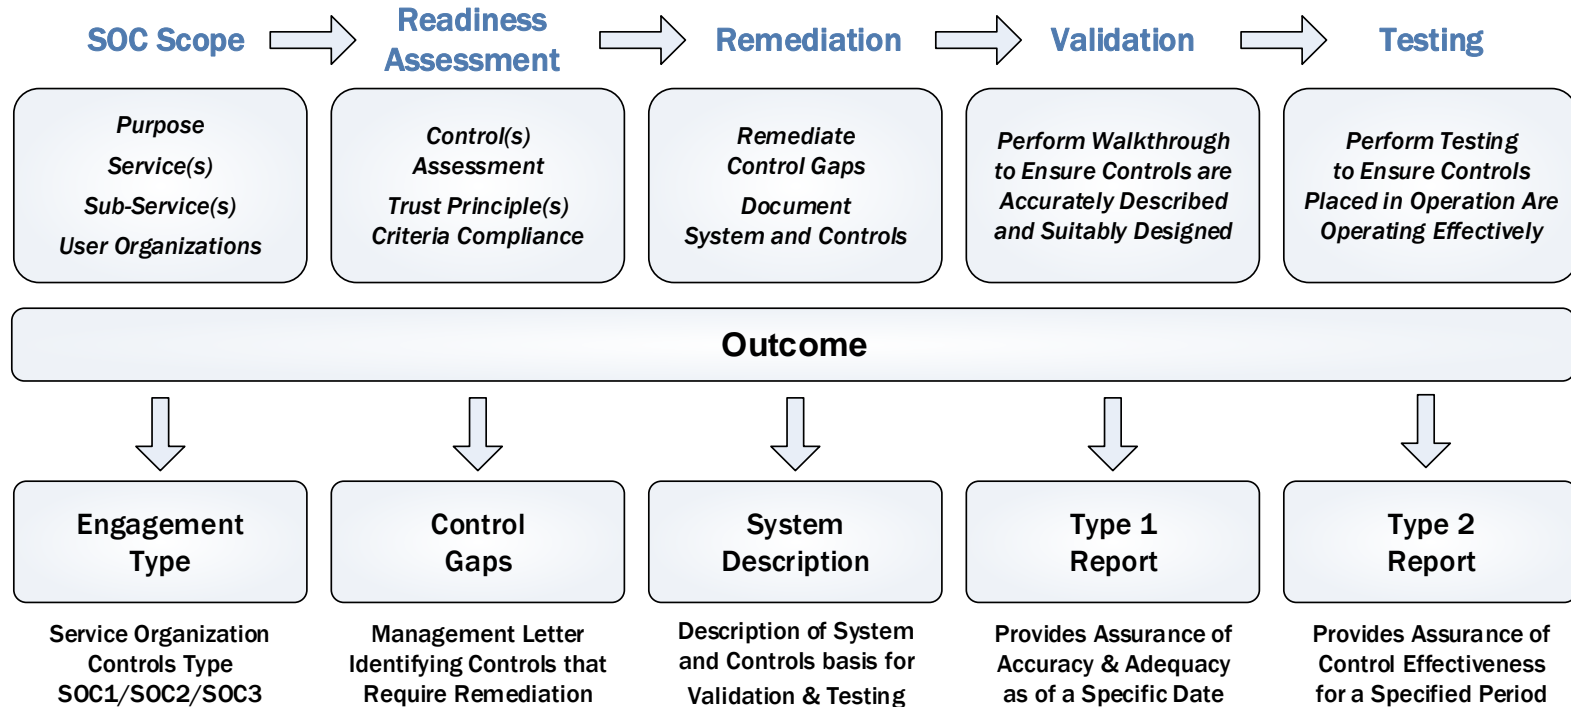 SOC Scope
Readiness
Assessment
Remediation
Validation
Testing
Purpose
Service(s)
Sub-Service(s)
User Organizations
Control(s)
Assessment
Trust Principle(s)
Criteria Compliance
Remediate
Control Gaps
Document
System and Controls
Perform Walkthrough
to Ensure Controls are
Accurately Described
and Suitably Designed
Perform Testing
to Ensure Controls
Placed in Operation Are
Operating Effectively
Outcome
Engagement
Type
Control
Gaps
System
Description
Type 1
Report
Type 2
Report
Service Organization
Controls Type
SOC1/SOC2/SOC3
Management Letter
Identifying Controls that
Require Remediation
Description of System
and Controls basis for
Validation & Testing
Provides Assurance of
Accuracy & Adequacy
as of a Specific Date
Provides Assurance of
Control Effectiveness
for a Specified Period